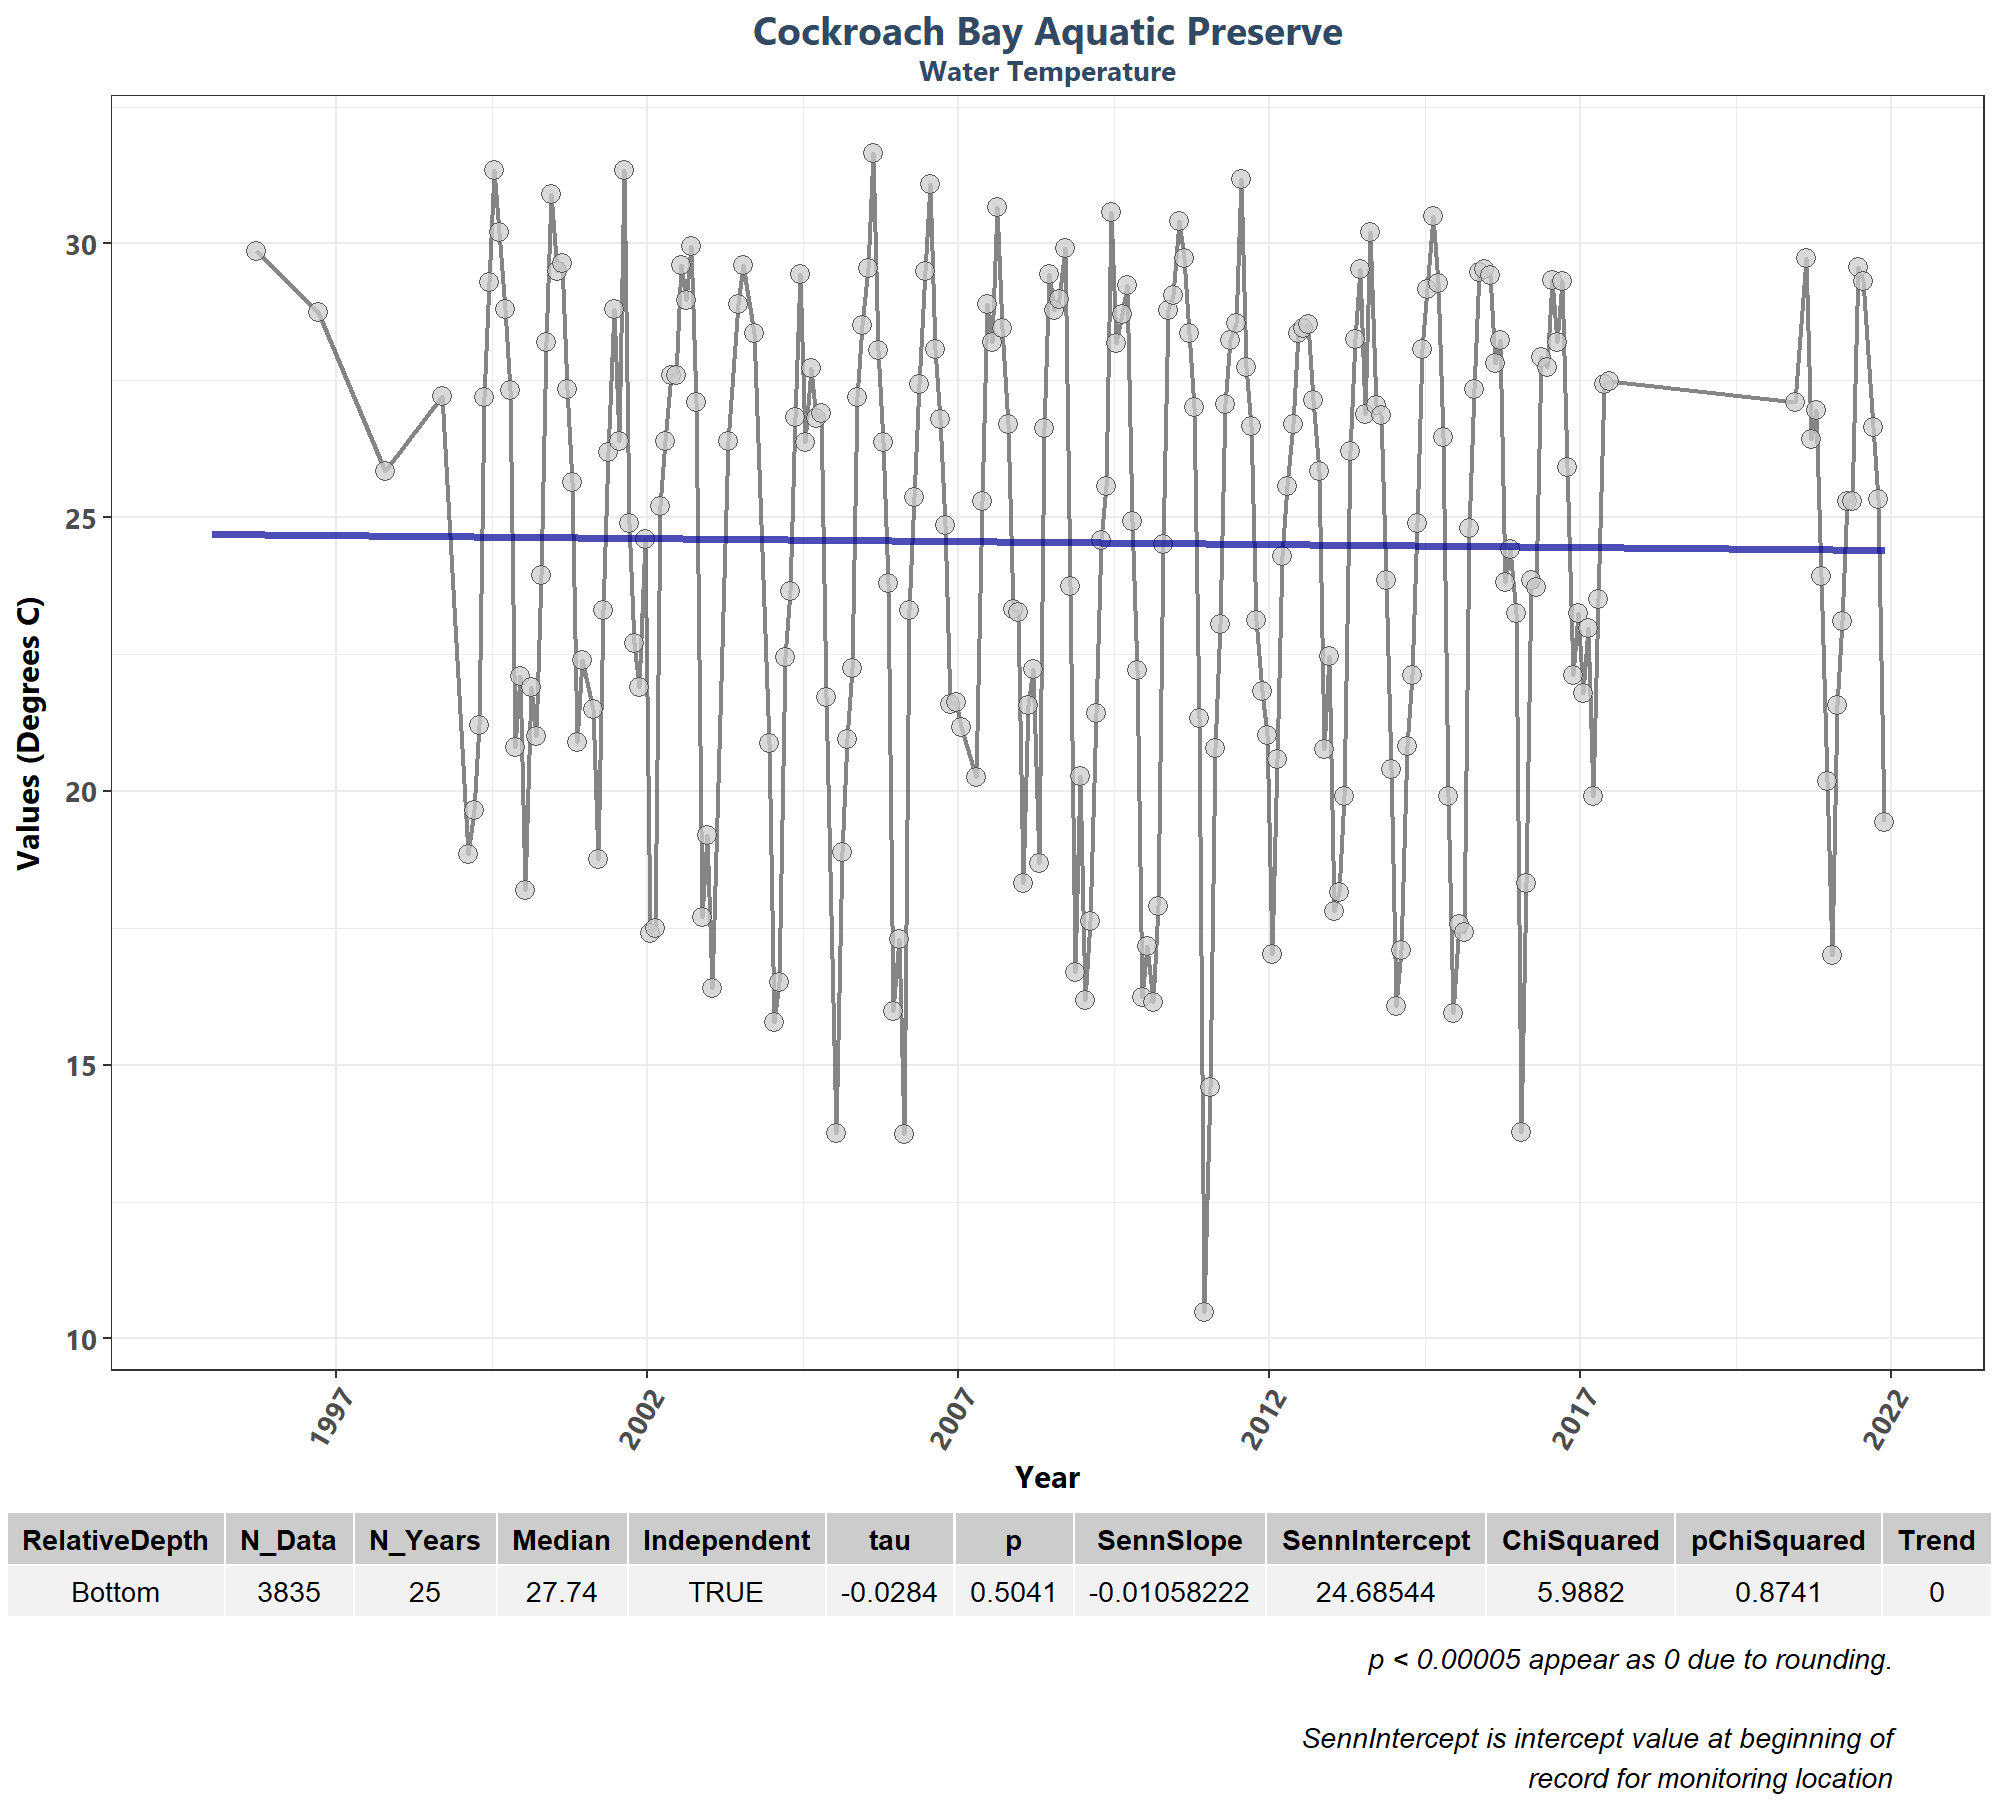 Cockroach Bay Aquatic Preserve
Water Temperature
Values (Degrees C)
30
25
20
15
10
1997
2002
2007
2012
2017
2022
Year
RelativeDepth N_Data N_Years Median Independent tau p SennSlope SennIntercept ChiSquared pChiSquared Trend
Bottom 3835 25 27.74 TRUE -0.0284 0.5041 -0.01058222 24.68544 5.9882 0.8741 0
p < 0.00005 appear as 0 due to rounding.
SennIntercept is intercept value at beginning of
record for monitoring location